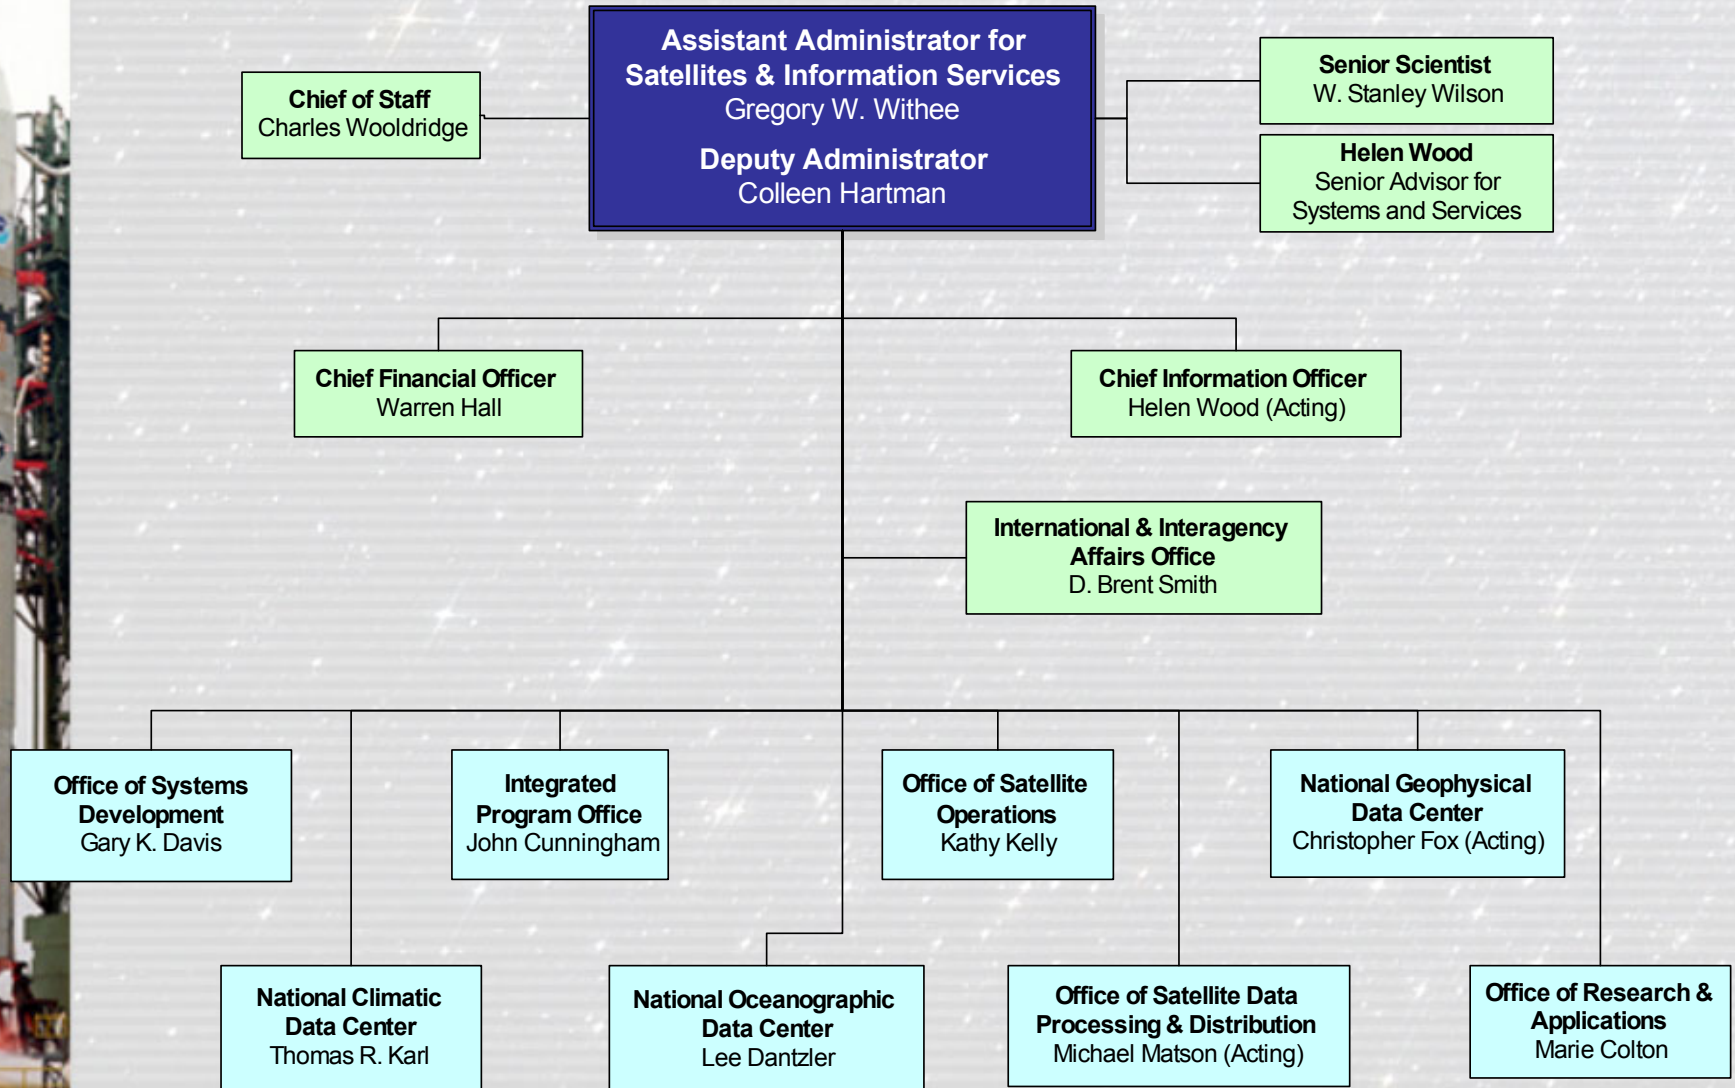 Assistant Administrator for
Satellites & Information Services
Gregory W. Withee
Deputy Administrator
Colleen Hartman
Chief of Staff
Charles Wooldridge
Senior Scientist
W. Stanley Wilson
Helen Wood
Senior Advisor for
Systems and Services
Chief Financial Officer
Warren Hall
Chief Information Officer
Helen Wood (Acting)
International & Interagency
Affairs Office
D. Brent Smith
Office of Systems
Development
Gary K. Davis
Integrated
Program Office
John Cunningham
Office of Satellite
Operations
Kathy Kelly
National Geophysical
Data Center
Christopher Fox (Acting)
National Climatic
Data Center
Thomas R. Karl
National Oceanographic
Data Center
Lee Dantzler
Office of Satellite Data
Processing & Distribution
Michael Matson (Acting)
Office of Research &
Applications
Marie Colton